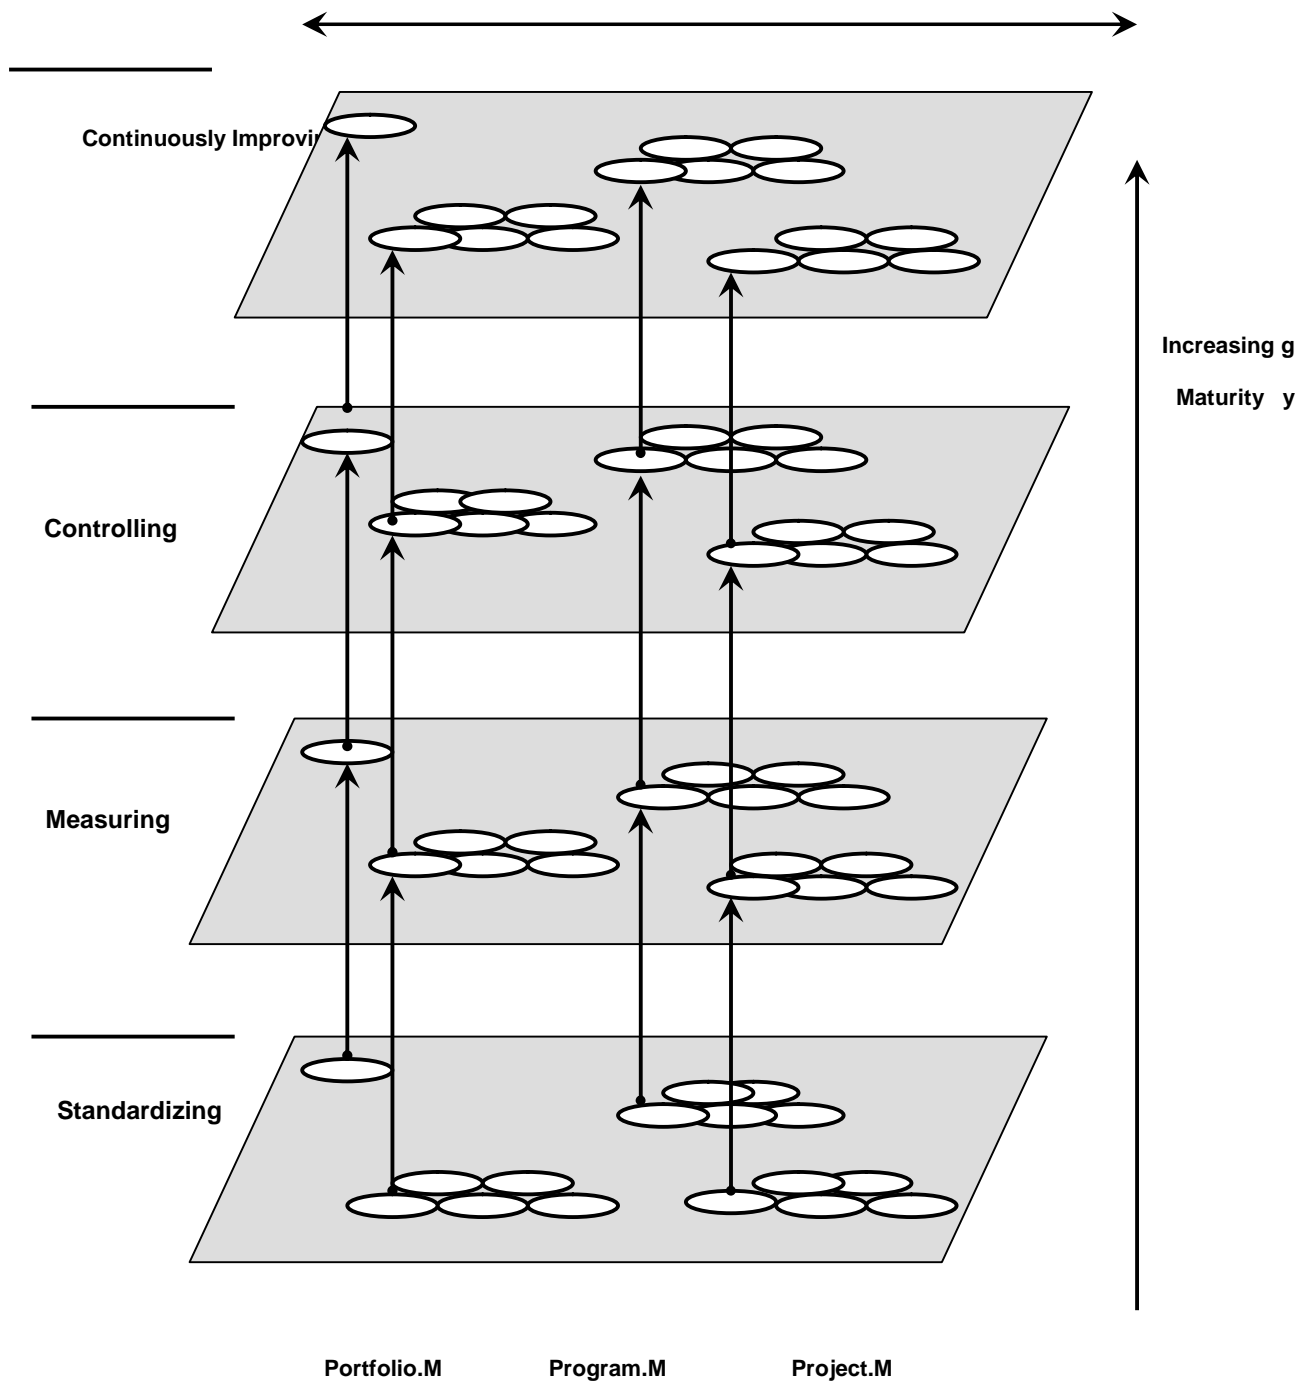 Continuously Improvi
Increasing g
Maturity y
Controlling
Measuring
Standardizing
Portfolio.M Program.M Project.M